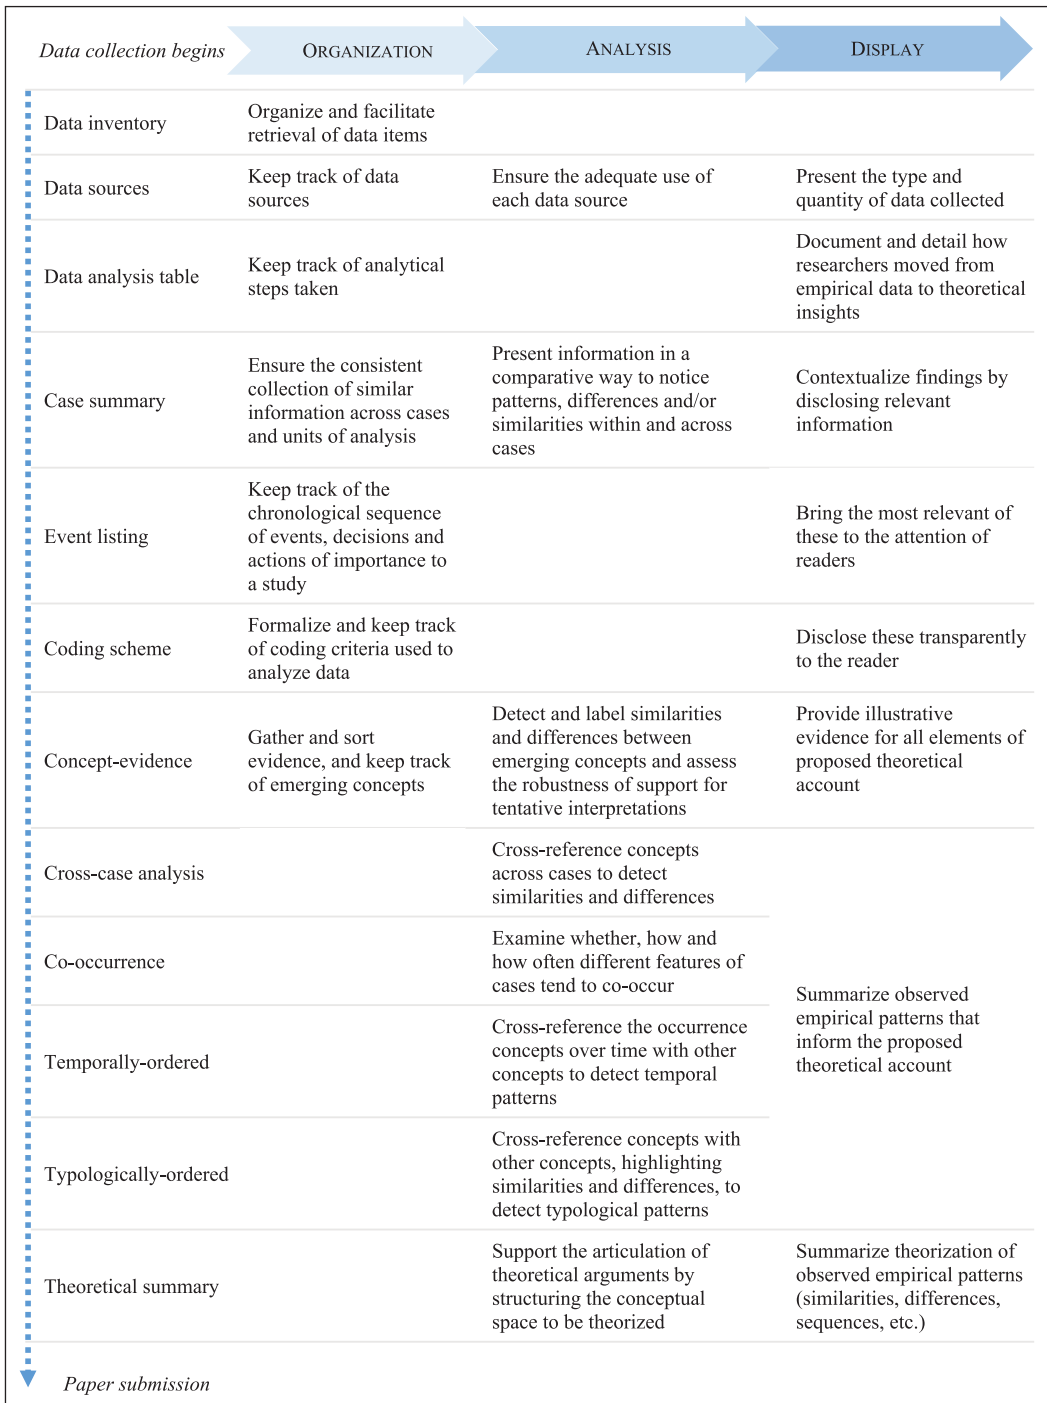 Data collection begins
ORGANIZATION
ANALYSIS
DISPLAY
Data inventory
Organize and facilitate
retrieval of data items
Data sources
Keep track of data
sources
Ensure the adequate use of
each data source
Present the type and
quantity of data collected
Data analysis table
Keep track of analytical
steps taken
Document and detail how
researchers moved from
empirical data to theoretical
insights
Case summary
Ensure the consistent
collection of similar
information across cases
and units of analysis
Present information in a
comparative way to notice
patterns, differences and/or
similarities within and across
cases
Contextualize findings by
disclosing relevant
information
Event listing
Keep track of the
chronological sequence
of events, decisions and
actions of importance to
a study
Bring the most relevant of
these to the attention of
readers
Coding scheme
Formalize and keep track
of coding criteria used to
analyze data
Disclose these transparently
to the reader
Concept-evidence
Gather and sort
evidence, and keep track
of emerging concepts
Detect and label similarities
and differences between
emerging concepts and assess
the robustness of support for
tentative interpretations
Provide illustrative
evidence for all elements of
proposed theoretical
account
Cross-case analysis
Cross-reference concepts
across cases to detect
similarities and differences
Co-occurrence
Examine whether, how and
how often different features of
cases tend to co-occur
Temporally-ordered
Cross-reference the occurrence
concepts over time with other
concepts to detect temporal
patterns
Summarize observed
empirical patterns that
inform the proposed
theoretical account
Typologically-ordered
Cross-reference concepts with
other concepts, highlighting
similarities and differences, to
detect typological patterns
Theoretical summary
Support the articulation of
theoretical arguments by
structuring the conceptual
space to be theorized
Summarize theorization of
observed empirical patterns
(similarities, differences,
sequences, etc.)
Paper submission